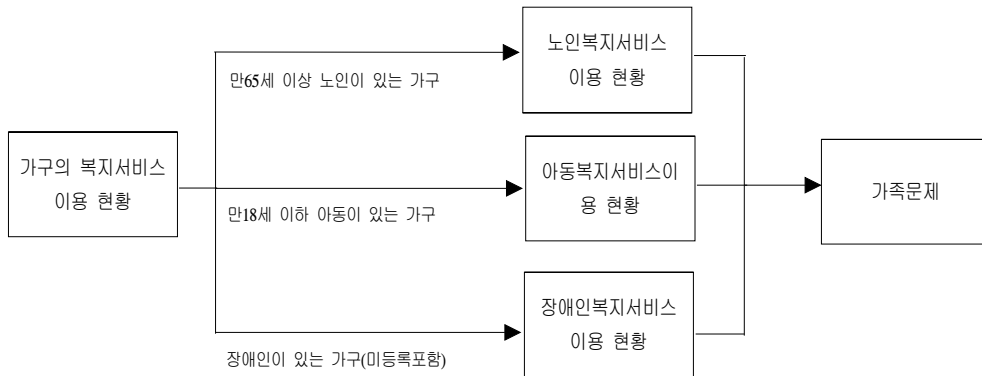 노인복지서비스
이용 현황
만65세 이상 노인이 있는 가구
가구의 복지서비스
이용 현황
아동복지서비스이
용 현황
만18세 이하 아동이 있는 가구
가족문제
장애인복지서비스
이용 현황
장애인이 있는 가구(미등록포함)